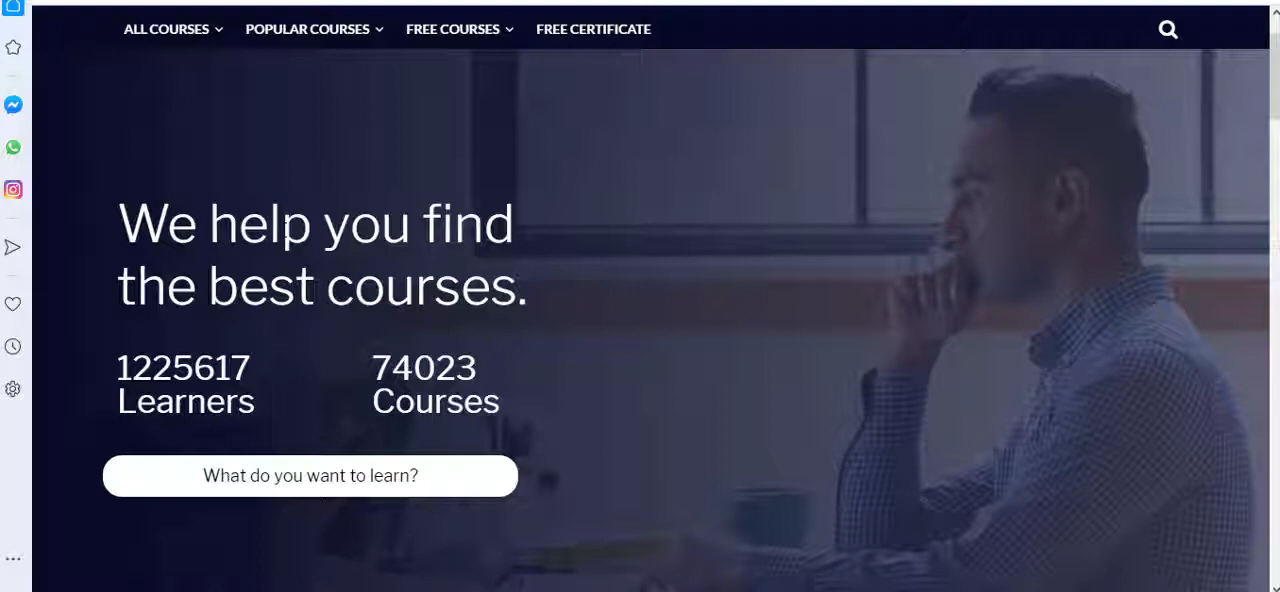 ALL COURSES POPULAR COURSES FREE COURSES FREE CERTIFICATE
We help you find
the best courses.
1225617 74023
Learners Courses
What do you want to learn?